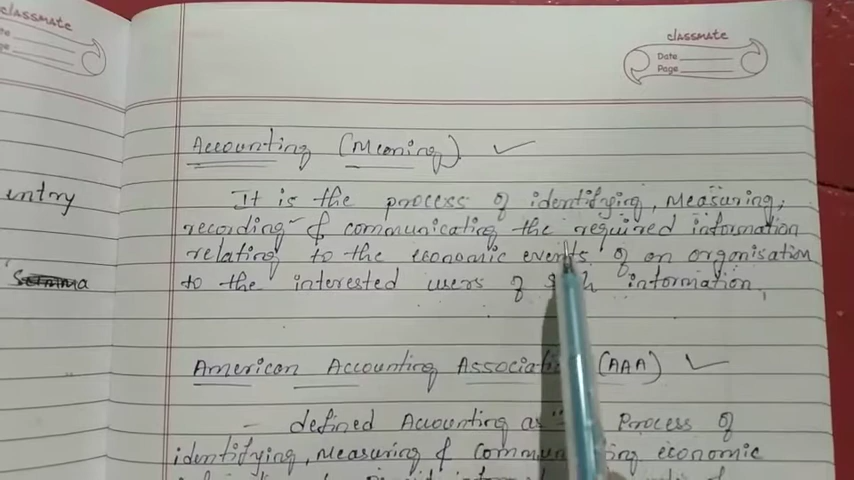 classmate
Page
entry
classmate
Date
Page
Accounting (Meaning).
It is the process of identifying, measuring,
recording & communicating the required information
relating to the economic events of an organisation
to the interested users of information.
American Accounting (AAA)
- defined Accounting as Process of
identifying, measuring & economic